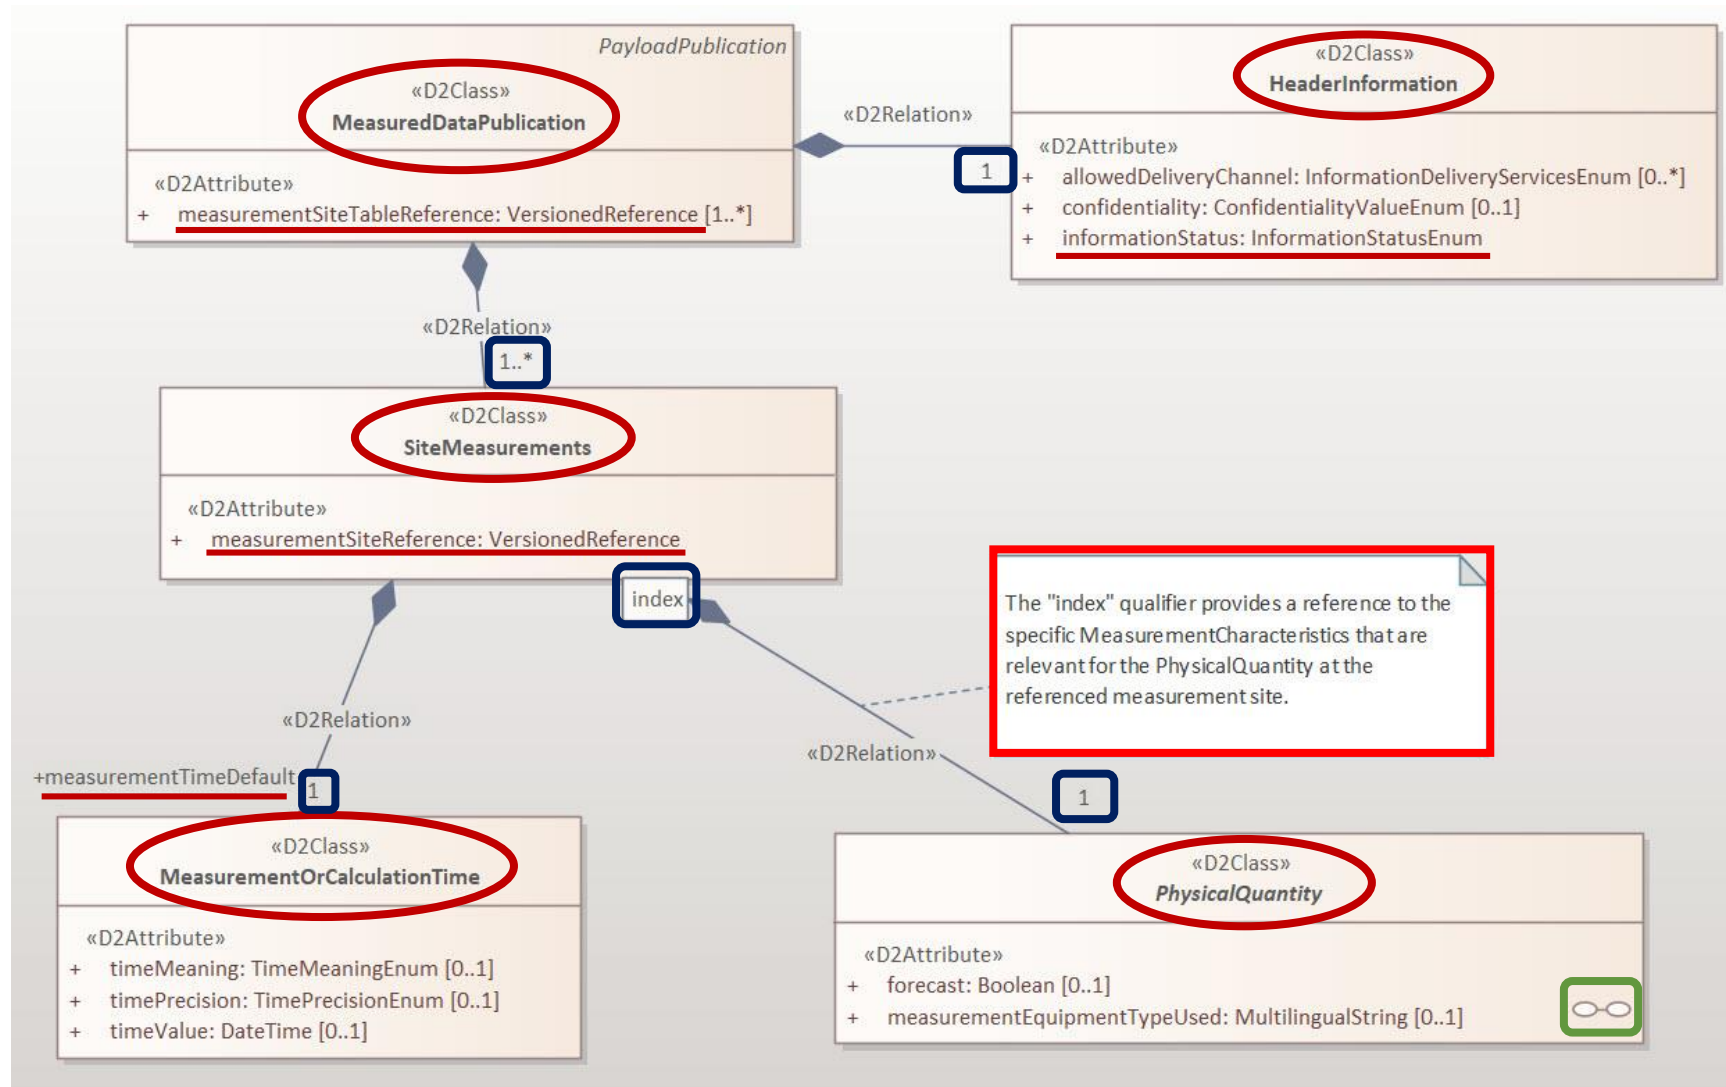 PayloadPublication
«D2Class»
MeasuredDataPublication
«D2Attribute»
+ measurementSiteTableReference: VersionedReference [1..*]
«D2Relation»
1
«D2Class»
HeaderInformation
«D2Attribute»
+ allowedDeliveryChannel: InformationDeliveryServicesEnum [0..*]
+ confidentiality: ConfidentialityValueEnum [0..1]
+ informationStatus: InformationStatusEnum
«D2Relation»
1..*
«D2Class»
SiteMeasurements
«D2Attribute»
+ measurementSiteReference: VersionedReference
index
The "index" qualifier provides a reference to the
specific MeasurementCharacteristics that are
relevant for the PhysicalQuantity at the
referenced measurement site.
«D2Relation»
+measurementTimeDefault
1
«D2Relation»
1
«D2Class»
MeasurementOrCalculationTime
«D2Attribute»
+ timeMeaning: TimeMeaningEnum [0..1]
+ timePrecision: TimePrecisionEnum [0..1]
+ timeValue: DateTime [0..1]
«D2Class»
PhysicalQuantity
«D2Attribute»
+ forecast: Boolean [0..1]
+ measurementEquipmentTypeUsed: MultilingualString [0..1]